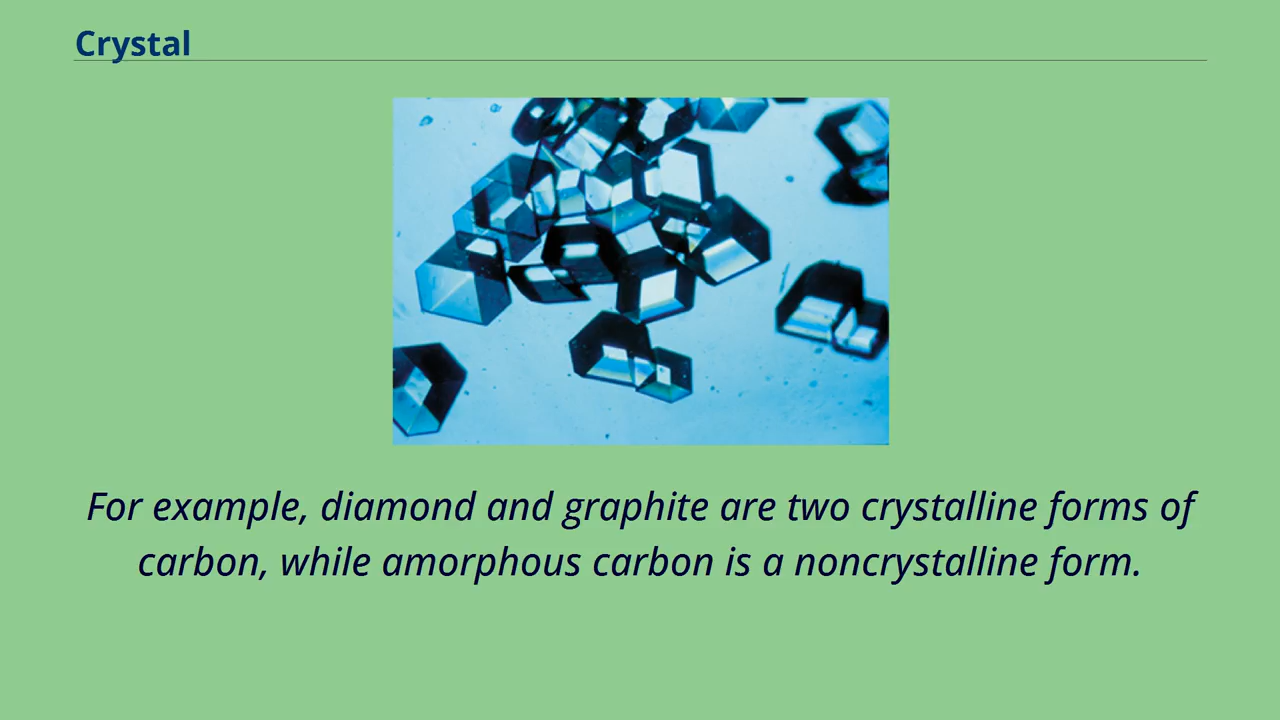 Crystal
For example, diamond and graphite are two crystalline forms of
carbon, while amorphous carbon is a noncrystalline form.